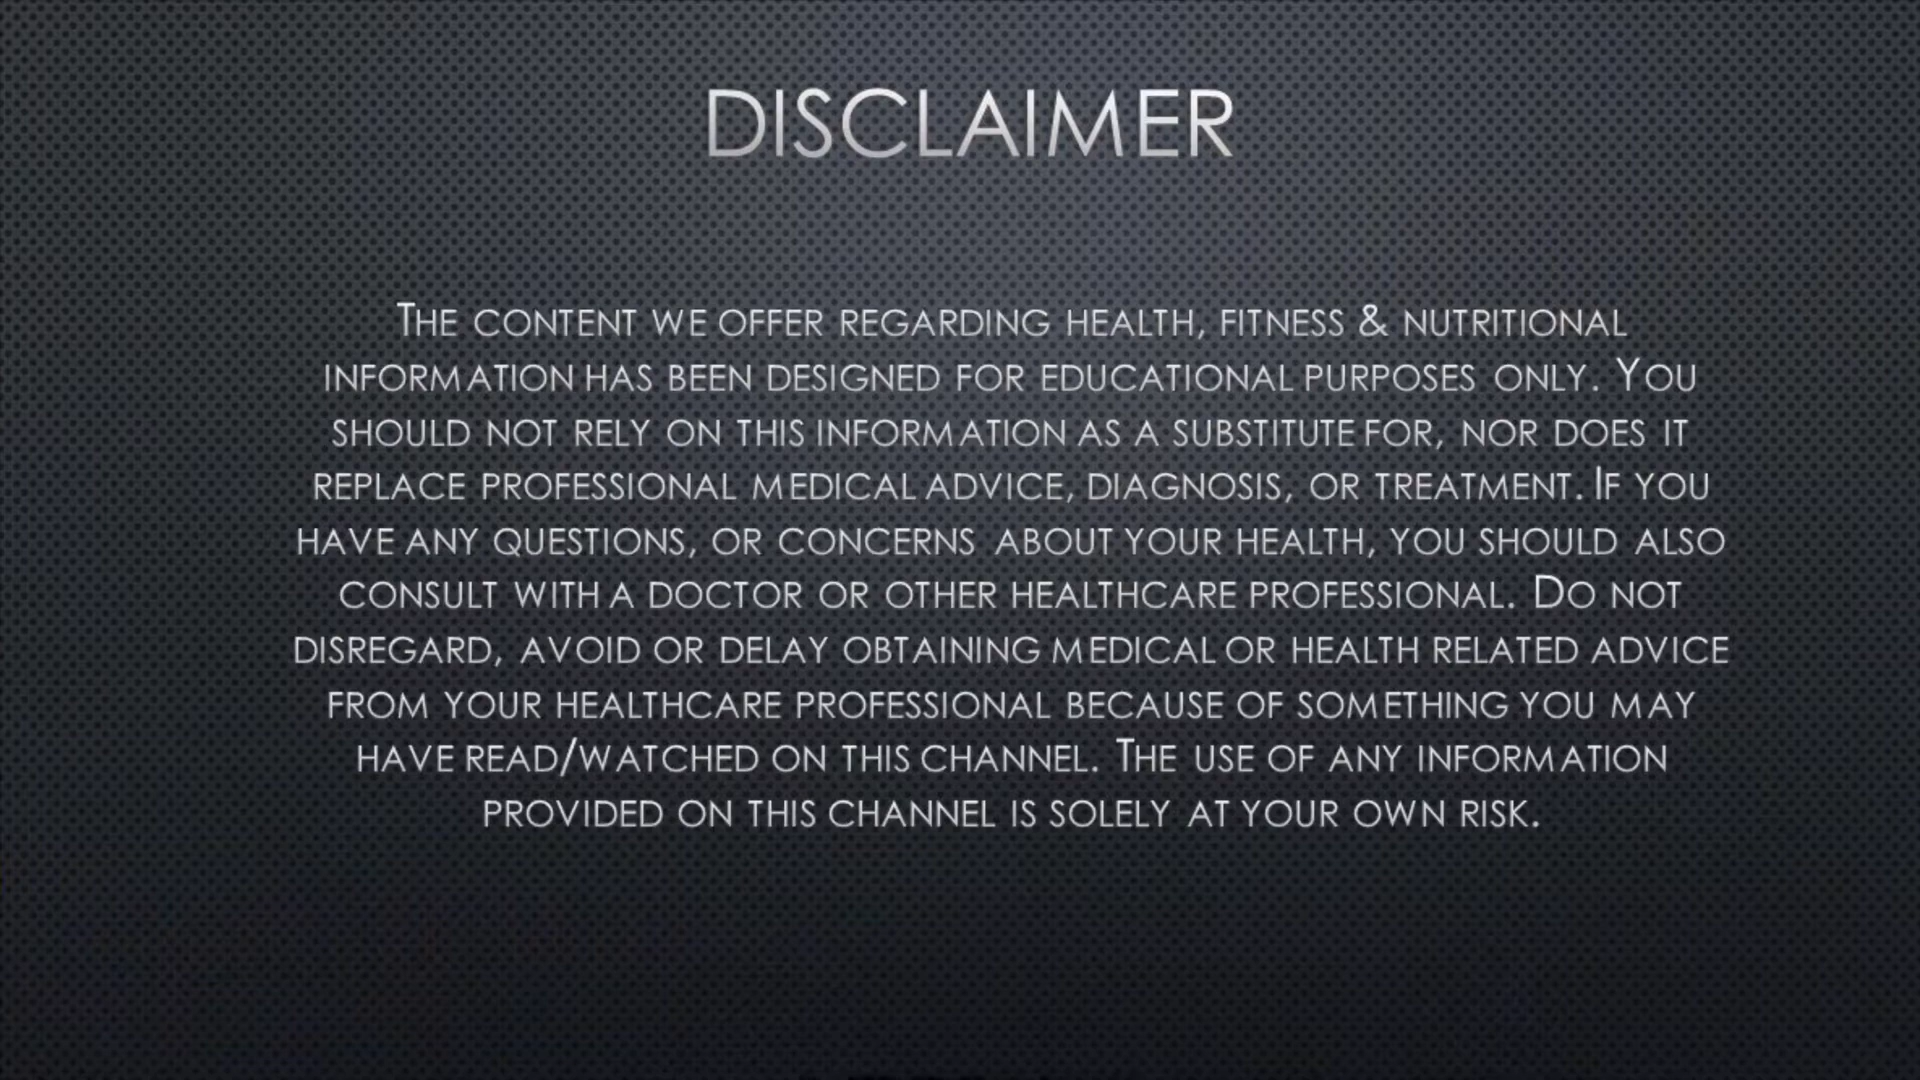 DISCLAIMER
THE CONTENT WE OFFER REGARDING HEALTH, FITNESS & NUTRITIONAL
INFORMATION HAS BEEN DESIGNED FOR EDUCATIONAL PURPOSES ONLY. YOU
SHOULD NOT RELY ON THIS INFORMATION AS A SUBSTITUTE FOR, NOR DOES IT
REPLACE PROFESSIONAL MEDICAL ADVICE, DIAGNOSIS, OR TREATMENT. IF YOU
HAVE ANY QUESTIONS, OR CONCERNS ABOUT YOUR HEALTH, YOU SHOULD ALSO
CONSULT WITH A DOCTOR OR OTHER HEALTHCARE PROFESSIONAL. DO NOT
DISREGARD, AVOID OR DELAY OBTAINING MEDICAL OR HEALTH RELATED ADVICE
FROM YOUR HEALTHCARE PROFESSIONAL BECAUSE OF SOMETHING YOU MAY
HAVE READ/WATCHED ON THIS CHANNEL. THE USE OF ANY INFORMATION
PROVIDED ON THIS CHANNEL IS SOLELY AT YOUR OWN RISK.